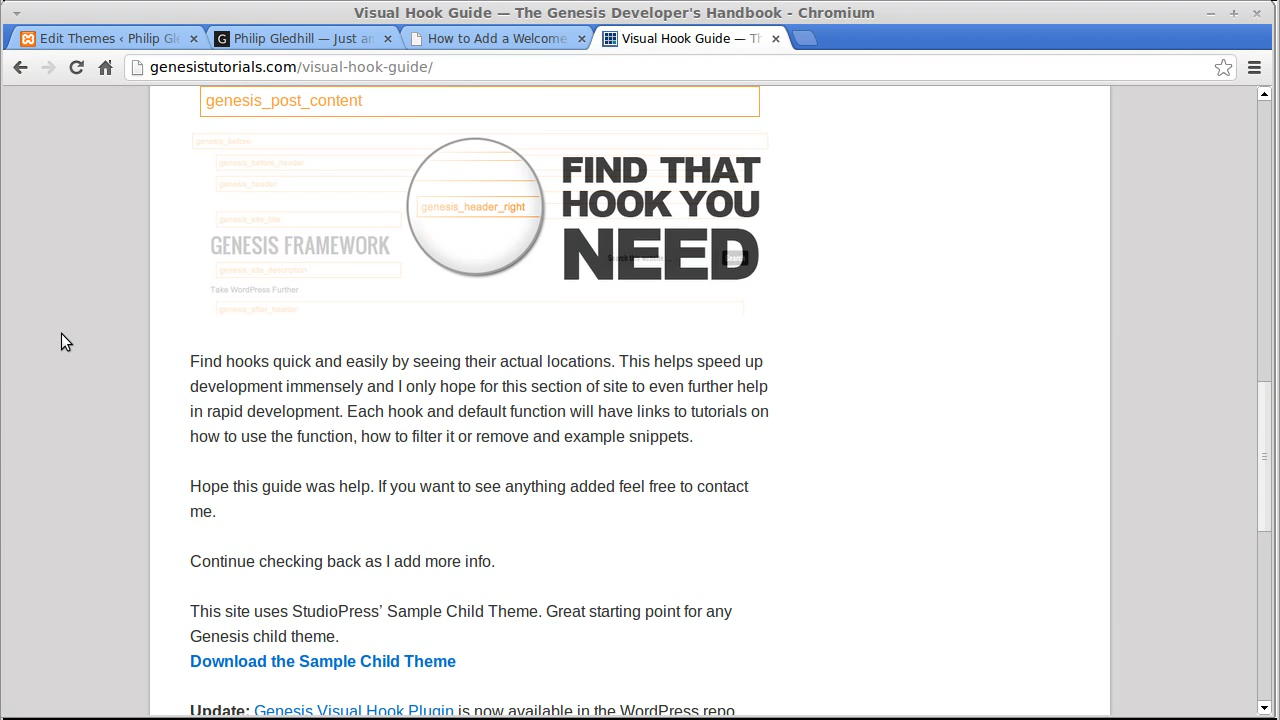 Visual Hook Guide — The Genesis Developer's Handbook - Chromium
Edit Themes ‹ Philip Gl
Philip Gledhill — Just an
How to Add a Welcome
Visual Hook Guide — Th
genesistutorials.com/visual-hook-guide/
genesis_post_content
genesis_before
genesis_before_header
genesis_header
genesis_header_right
genesis_site_title
GENESIS FRAMEWORK
genesis_site_description
Take WordPress Further
genesis_after_header
FIND THAT
HOOK YOU
NEED
Search this website...
Search
Find hooks quick and easily by seeing their actual locations. This helps speed up
development immensely and I only hope for this section of site to even further help
in rapid development. Each hook and default function will have links to tutorials on
how to use the function, how to filter it or remove and example snippets.
Hope this guide was help. If you want to see anything added feel free to contact
me.
Continue checking back as I add more info.
This site uses StudioPress’ Sample Child Theme. Great starting point for any
Genesis child theme.
Download the Sample Child Theme
Update: Genesis Visual Hook Plugin is now available in the WordPress repo.